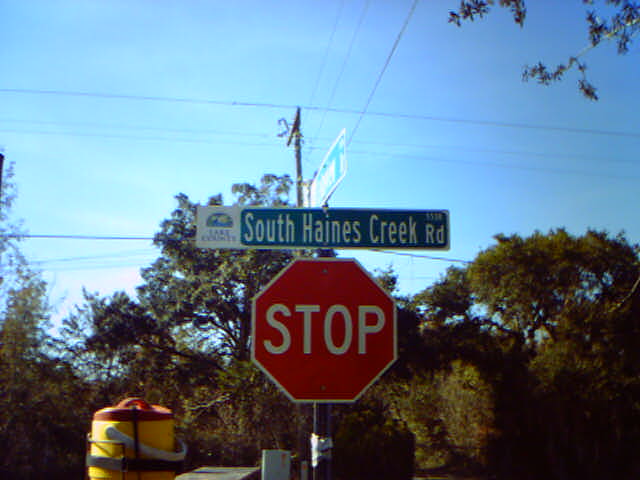 LAKE
COUNTY
South Haines Creek Rd
STOP